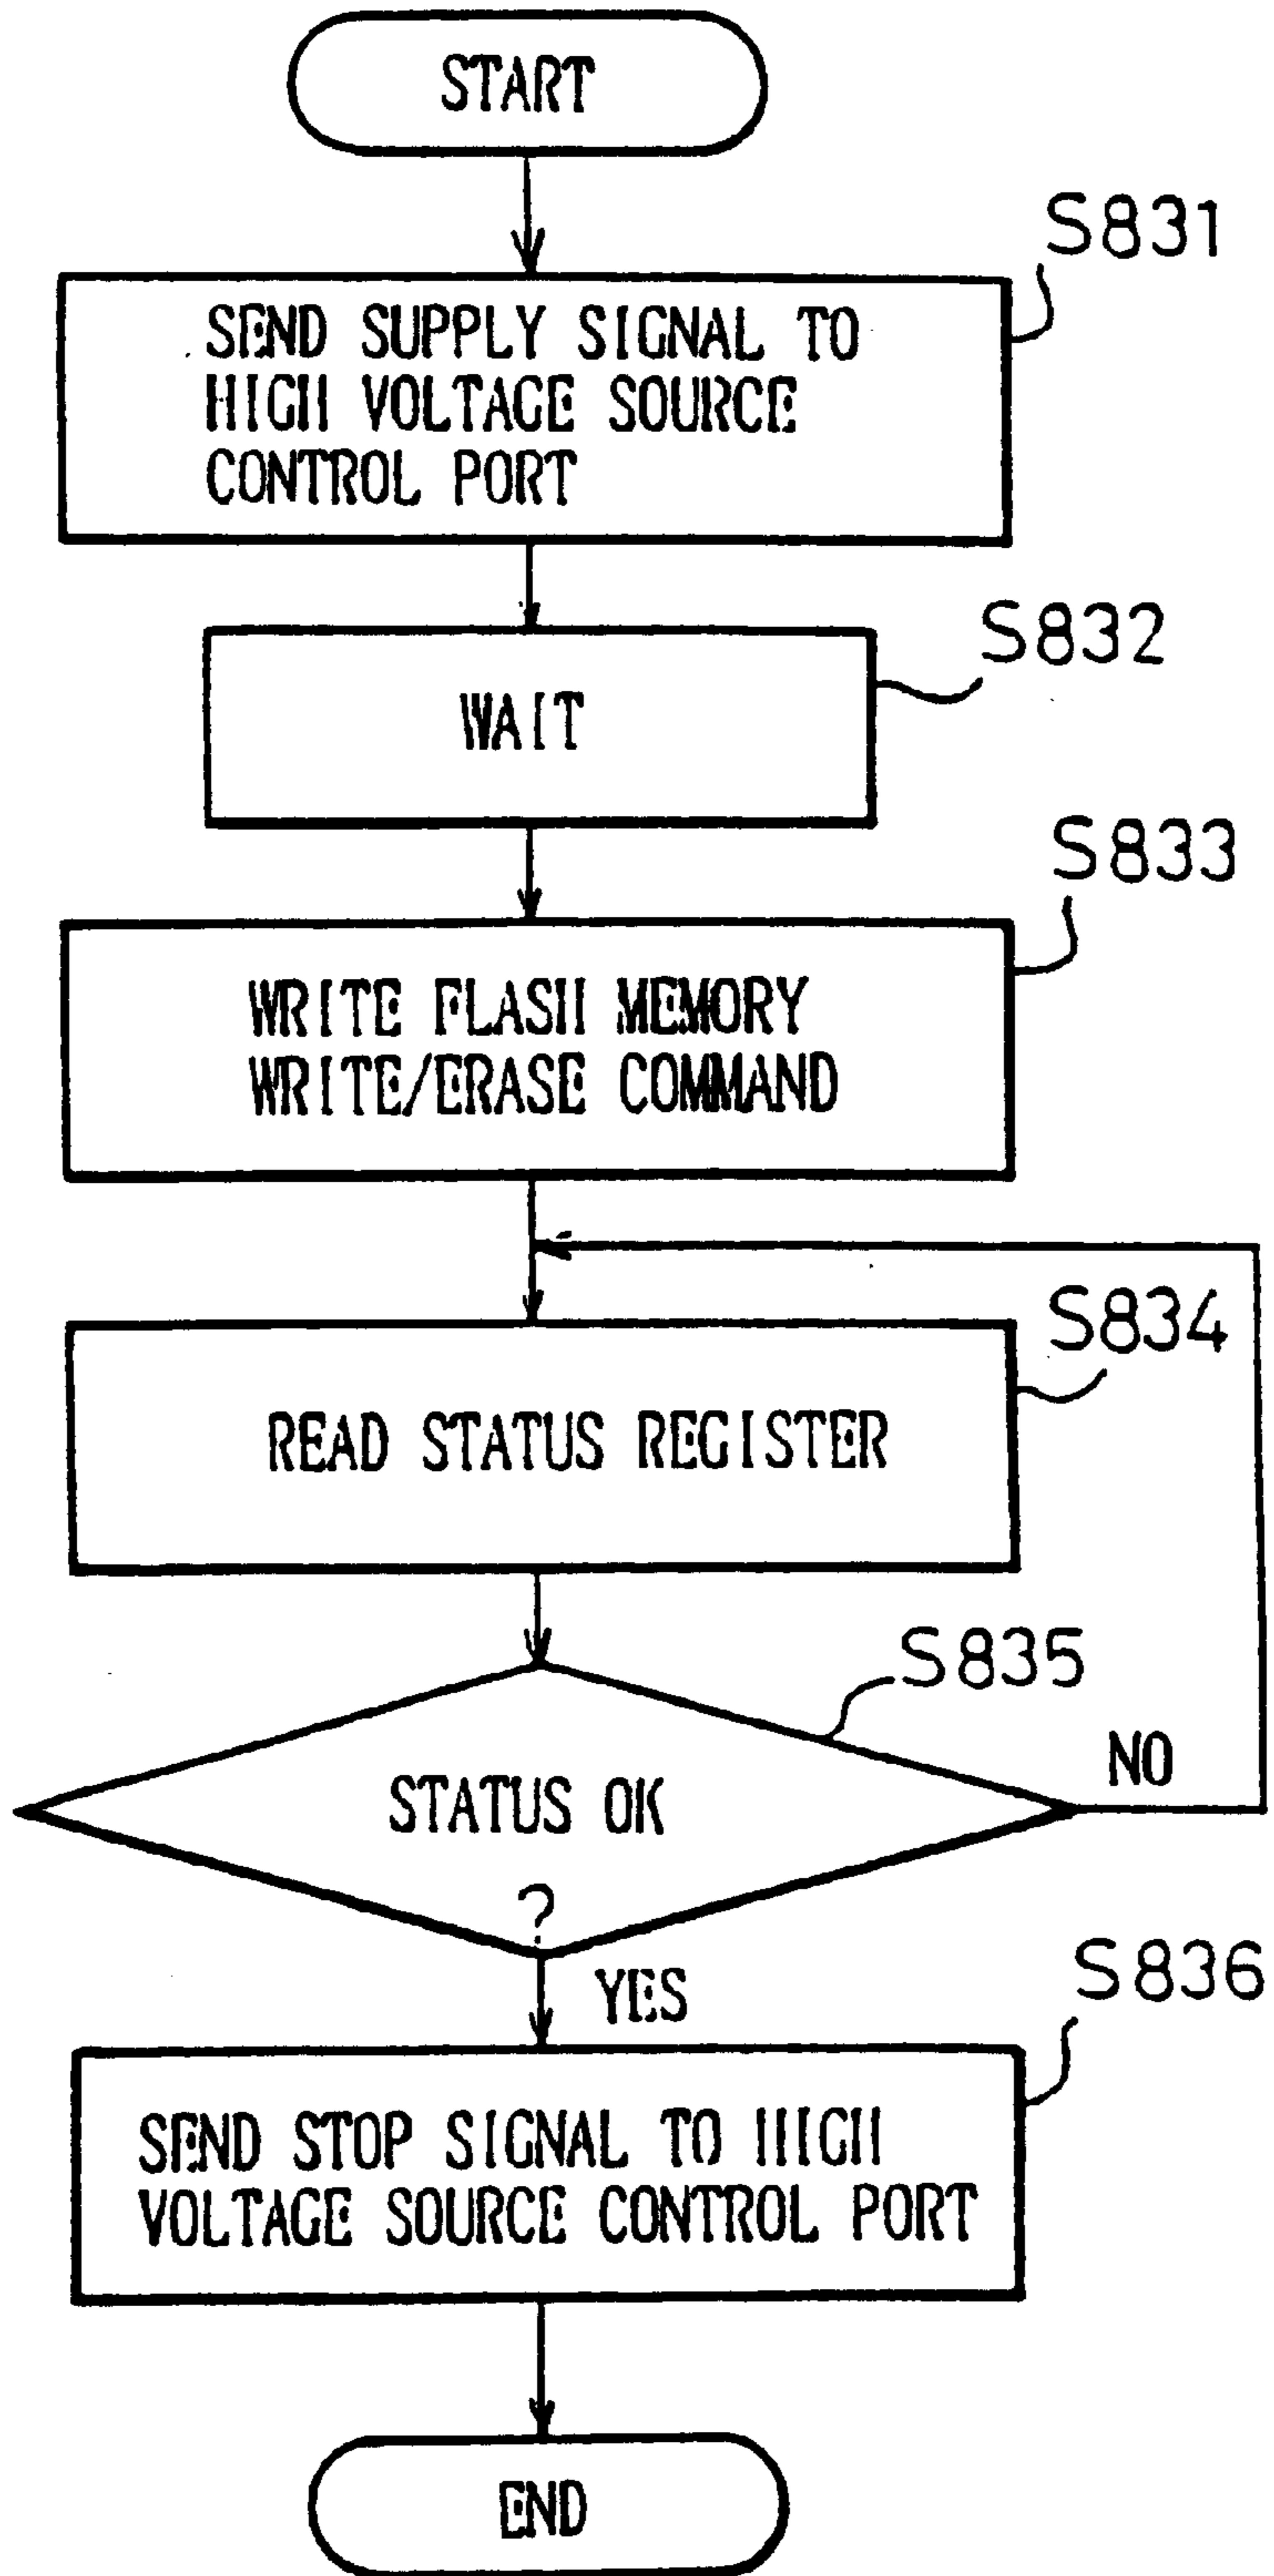 START
S831
SEND SUPPLY SIGNAL TO
HIGH VOLTAGE SOURCE
CONTROL PORT
S832
WAIT
S833
WRITE FLASH MEMORY
WRITE/ERASE COMMAND
S834
READ STATUS REGISTER
S835
STATUS OK
?
NO
YES
S836
SEND STOP SIGNAL TO HIGH
VOLTAGE SOURCE CONTROL PORT
END